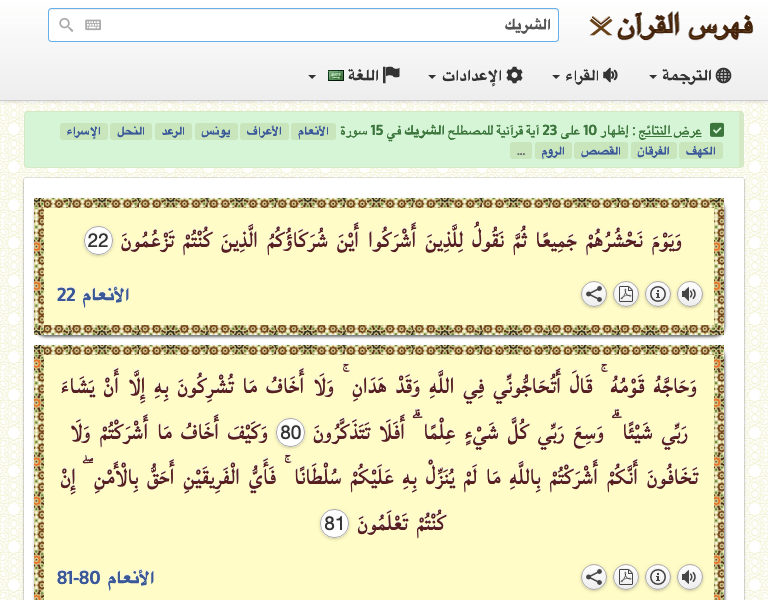 فهرس القرآن
الشريك
الترجمة
القراء
الإعدادات
اللغة
عرض النتائج : إظهار 10 على 23 آية قرآنية للمصطلح الشريك في 15 سورة الأنعام الأعراف يونس الرعد النحل الإسراء
الكهف الفرقان القصص الروم ...
وَيَوْمَ نَحْشُرُهُمْ جَمِيعًا ثُمَّ نَقُولُ لِلَّذِينَ أَشْرَكُوا أَيْنَ شُرَكَاؤُكُمُ الَّذِينَ كُنْتُمْ تَزْعُمُونَ 22
الأنعام 22
وَحَاجَّهُ قَوْمُهُ ۚ قَالَ أَتُحَاجُّونِّي فِي اللَّهِ وَقَدْ هَدَانِ ۚ وَلَا أَخَافُ مَا تُشْرِكُونَ بِهِ إِلَّا أَنْ يَشَاءَ
رَبِّي شَيْئًا ۗ وَسِعَ رَبِّي كُلَّ شَيْءٍ عِلْمًا ۗ أَفَلَا تَتَذَكَّرُونَ 80 وَكَيْفَ أَخَافُ مَا أَشْرَكْتُمْ وَلَا
تَخَافُونَ أَنَّكُمْ أَشْرَكْتُمْ بِاللَّهِ مَا لَمْ يُنَزِّلْ بِهِ عَلَيْكُمْ سُلْطَانًا ۚ فَأَيُّ الْفَرِيقَيْنِ أَحَقُّ بِالْأَمْنِ ۖ إِنْ
كُنْتُمْ تَعْلَمُونَ 81
الأنعام 80-81